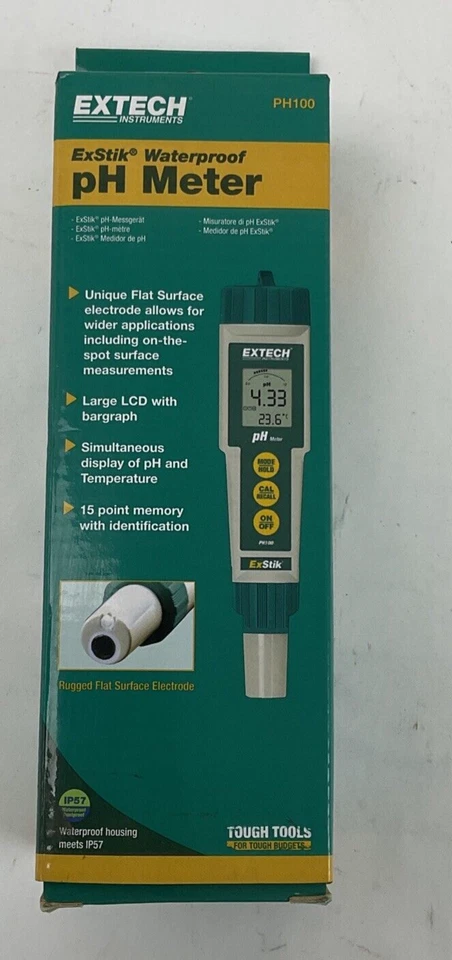 EXTECH®
INSTRUMENTS
PH100
ExStik® Waterproof
pH Meter
- ExStik® pH-Messgerät
- ExStik® pH-mètre
- ExStik® Medidor de pH
- Misuratore di pH ExStik®
- Medidor de pH ExStik®
Unique Flat Surface
electrode allows for
wider applications
including on-the-
spot surface
measurements
Large LCD with
bargraph
Simultaneous
display of pH and
Temperature
15 point memory
with identification
EXTECH
pH
4.33
23.6°C
pH Meter
MODE
HOLD
CAL
RECALL
ON
OFF
PH100
ExStik
Rugged Flat Surface Electrode
IP57
Waterproof
Waterproof housing
meets IP57
TOUGH TOOLS
FOR TOUGH BUDGETS